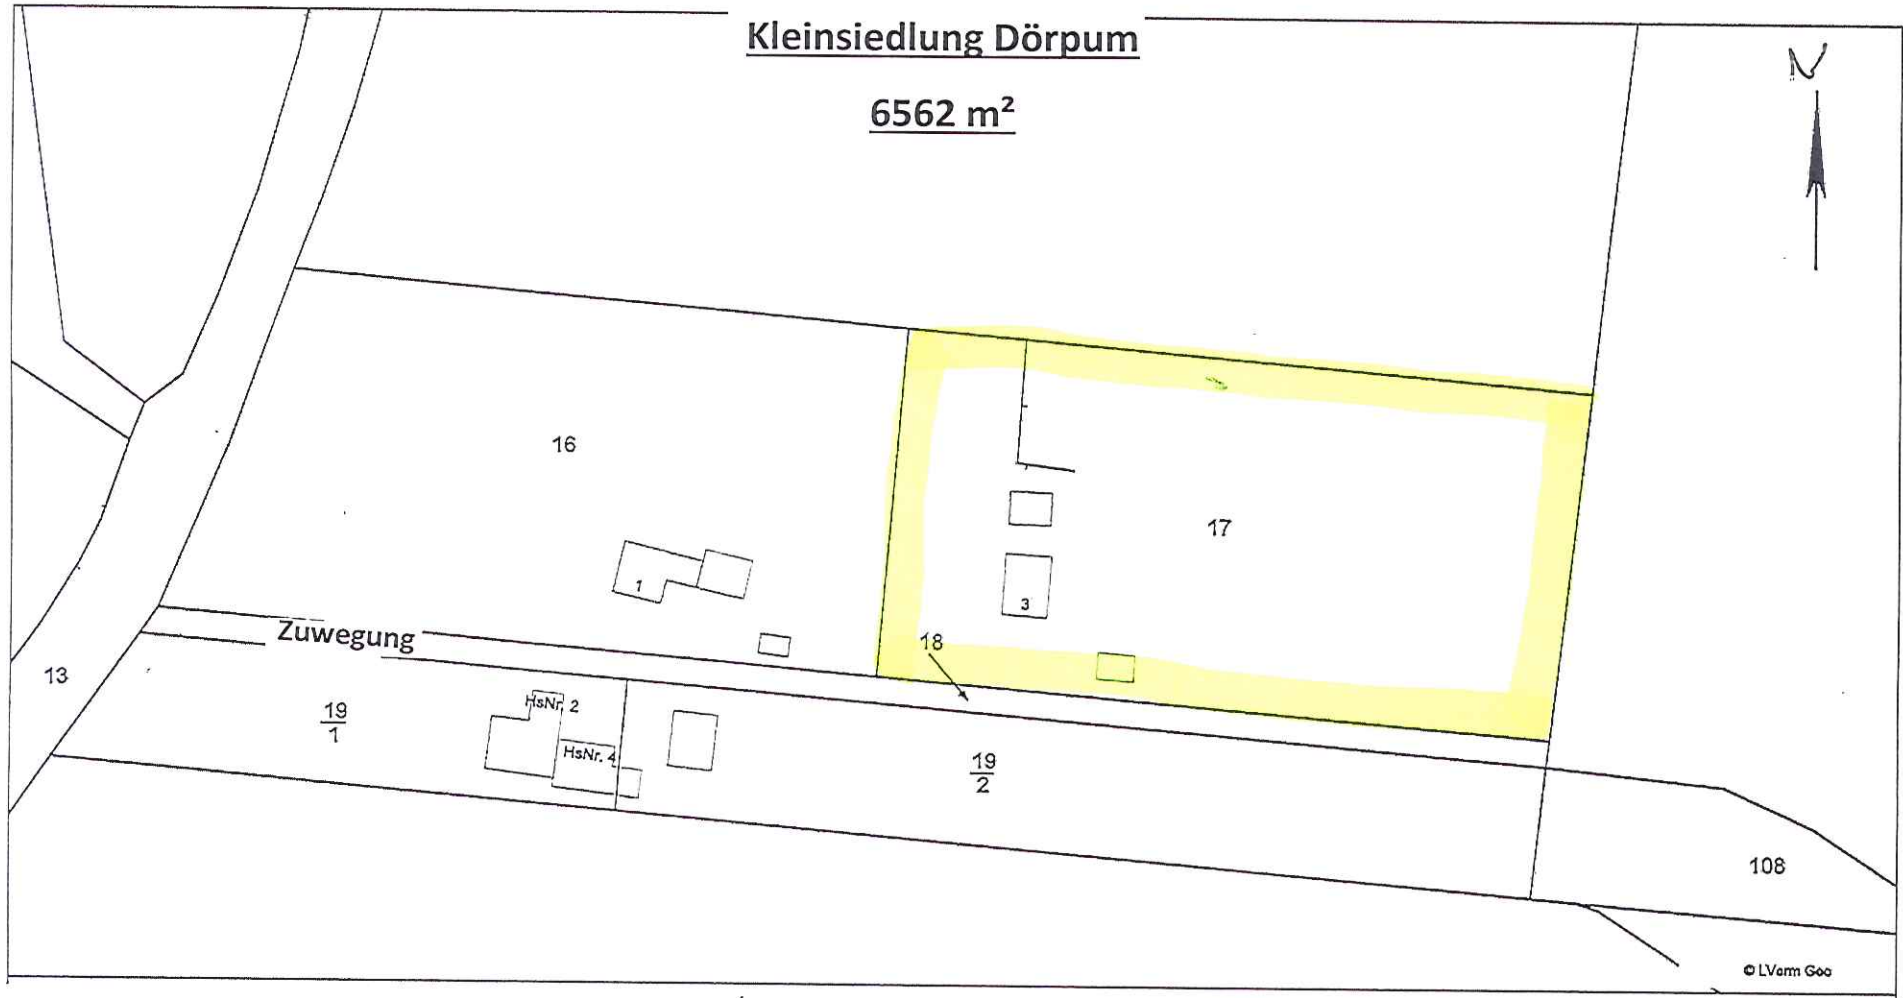 Kleinsiedlung Dörpum
6562 m²
N
16
17
1
3
Zuwegung
18
13
19
1
HsNr. 2
HsNr. 4
19
2
108
© LVerm Geo